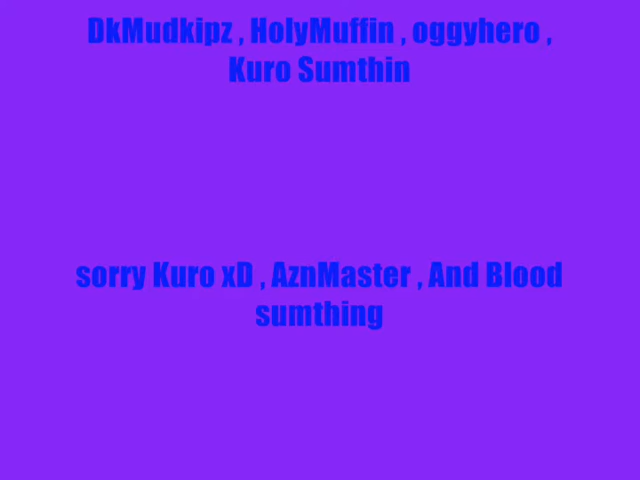 DkMudkipz , HolyMuffin , oggyhero ,
Kuro Sumthin
sorry Kuro xD , AznMaster , And Blood
sumthing